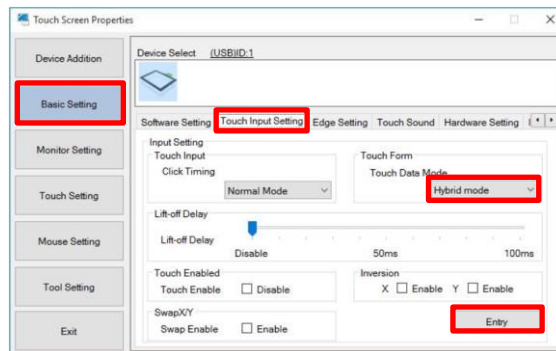 Touch Screen Properties
Device Addition
Basic Setting
Monitor Setting
Touch Setting
Mouse Setting
Tool Setting
Exit
Device Select (USB)ID:1
Software Setting Touch Input Setting Edge Setting Touch Sound Hardware Setting
Input Setting
Touch Input
Click Timing
Normal Mode
Touch Form
Touch Data Mode
Hybrid mode
Lift-off Delay
Lift-off Delay
Disable 50ms 100ms
Touch Enabled
Touch Enable Disable
Inversion
X Enable Y Enable
SwapX/Y
Swap Enable Enable
Entry